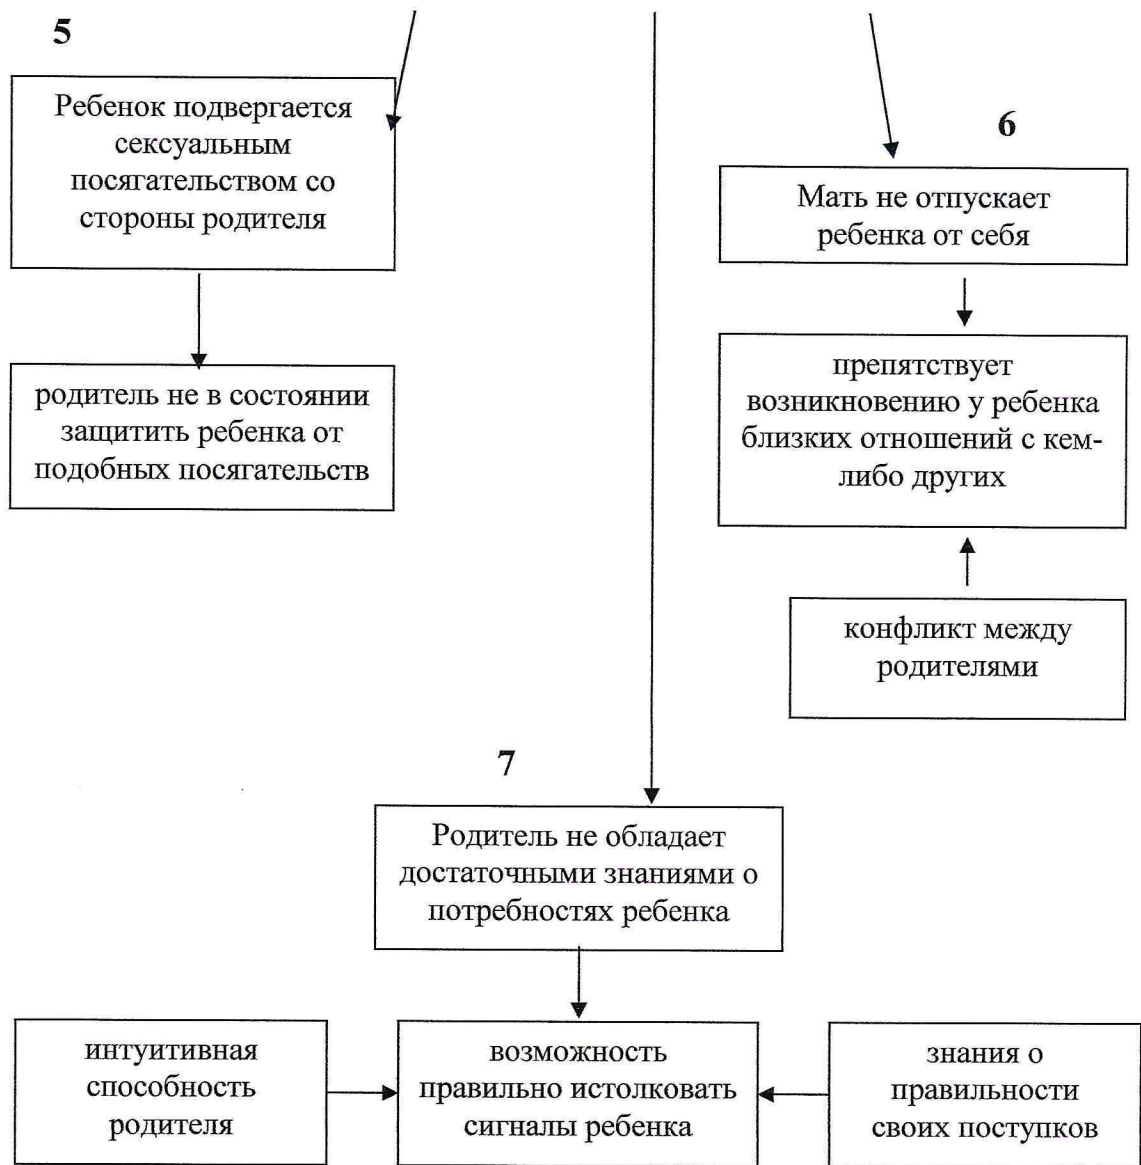 5
Ребенок подвергается
сексуальным
посягательством со
стороны родителя
родитель не в состоянии
защитить ребенка от
подобных посягательств
6
Мать не отпускает
ребенка от себя
препятствует
возникновению у ребенка
близких отношений с кем-
либо других
конфликт между
родителями
7
Родитель не обладает
достаточными знаниями о
потребностях ребенка
интуитивная
способность
родителя
возможность
правильно истолковать
сигналы ребенка
знания о
правильности
своих поступков